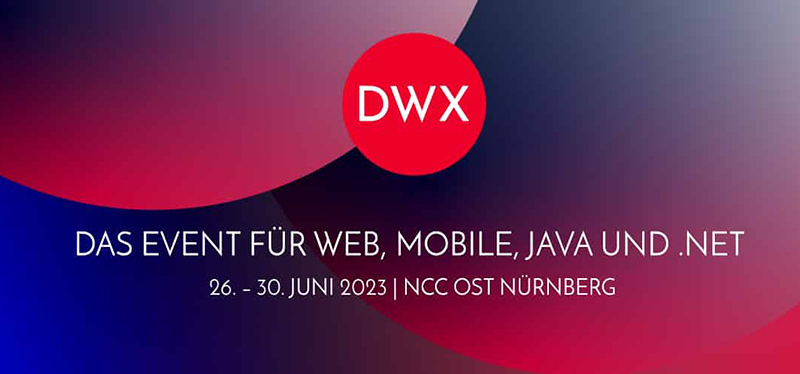 DWX
DAS EVENT FÜR WEB, MOBILE, JAVA UND .NET
26. – 30. JUNI 2023 | NCC OST NÜRNBERG